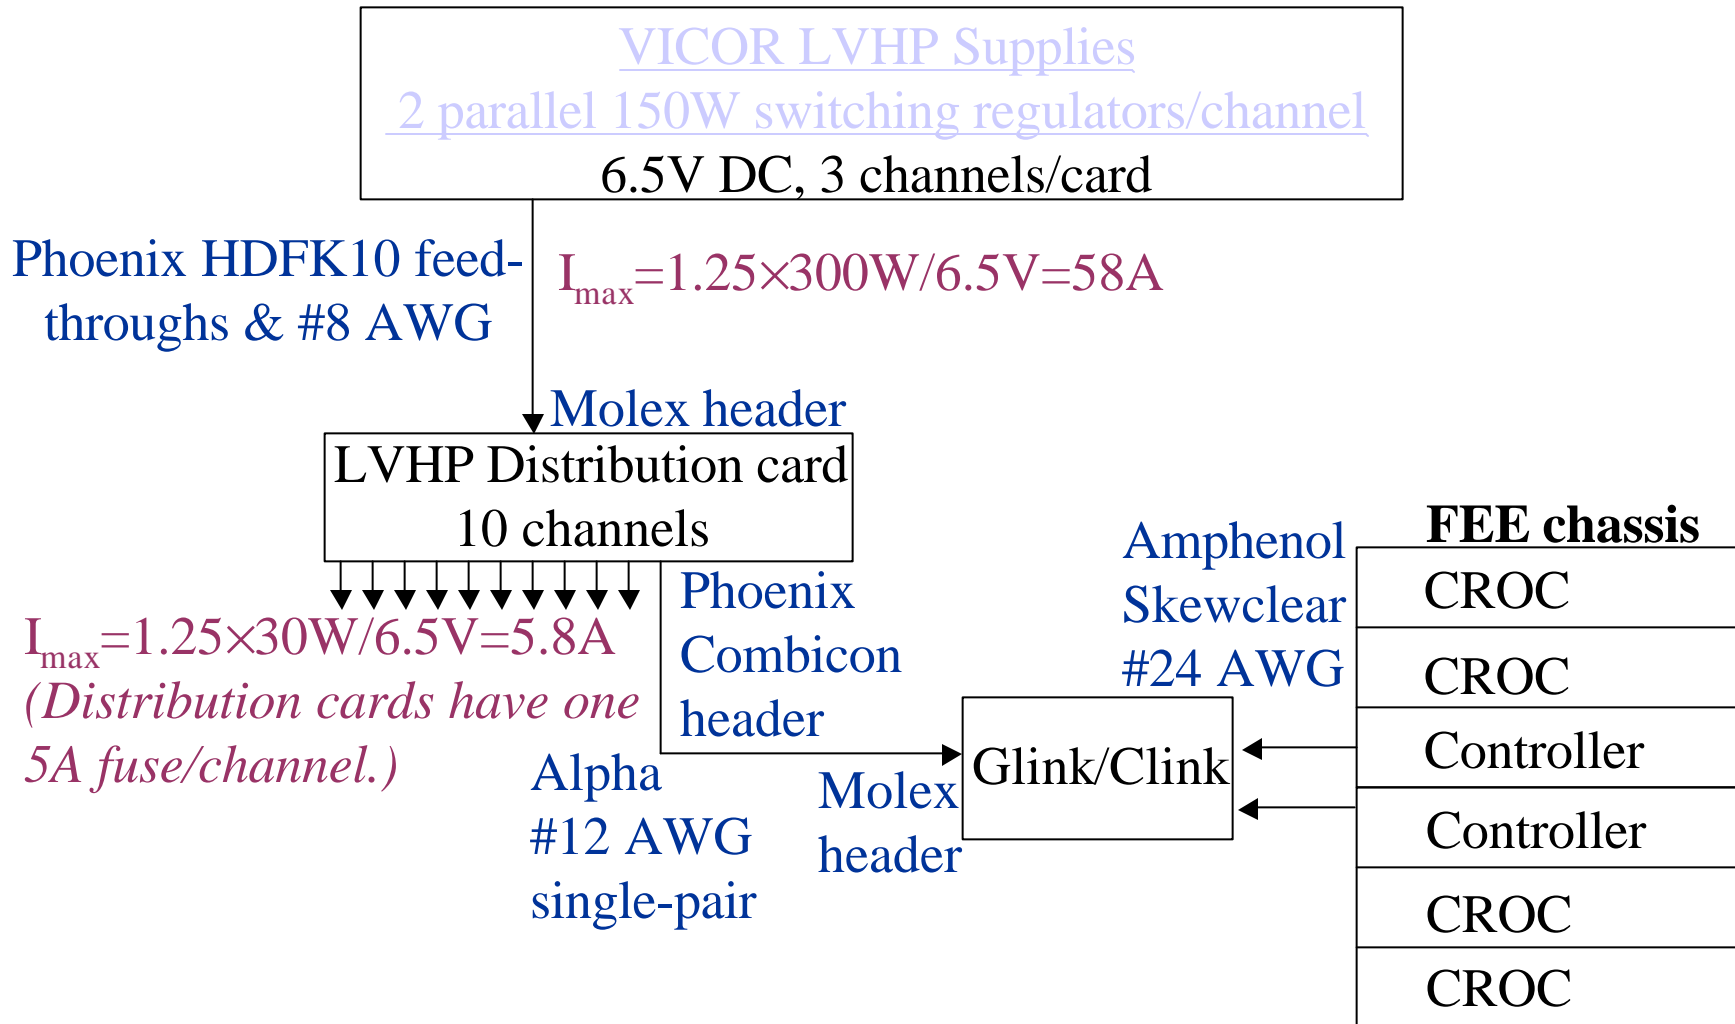 VICOR LVHP Supplies
2 parallel 150W switching regulators/channel
6.5V DC, 3 channels/card
Phoenix HDFK10 feed-
throughs & #8 AWG
Imax=1.25×300W/6.5V=58A
Molex header
LVHP Distribution card
10 channels
Imax=1.25×30W/6.5V=5.8A
(Distribution cards have one
5A fuse/channel.)
Phoenix
Combicon
header
Alpha
#12 AWG
single-pair
Molex
header
Glink/Clink
Amphenol
Skewclear
#24 AWG
FEE chassis
CROC
CROC
Controller
Controller
CROC
CROC